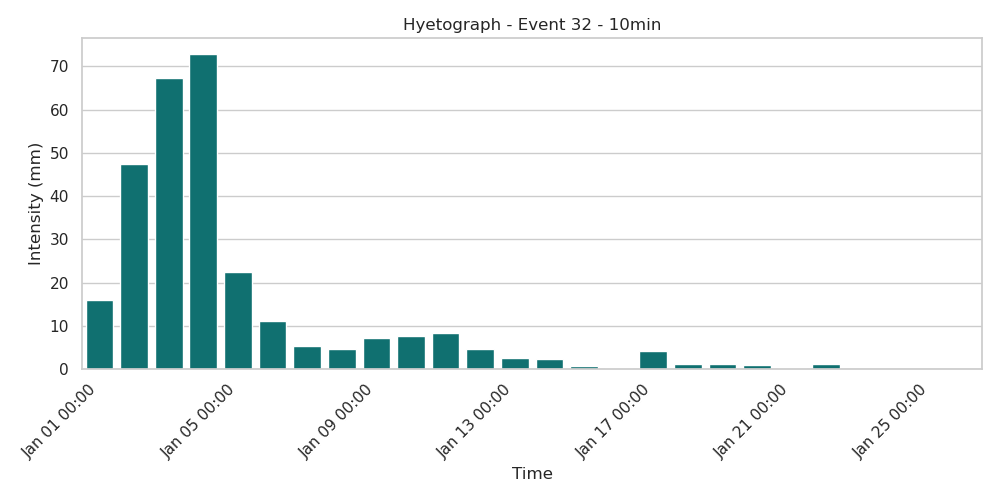 Hyetograph - Event 32 - 10min
Intensity (mm)
70
60
50
40
30
20
10
0
Jan 01 00:00
Jan 05 00:00
Jan 09 00:00
Jan 13 00:00
Jan 17 00:00
Jan 21 00:00
Jan 25 00:00
Time